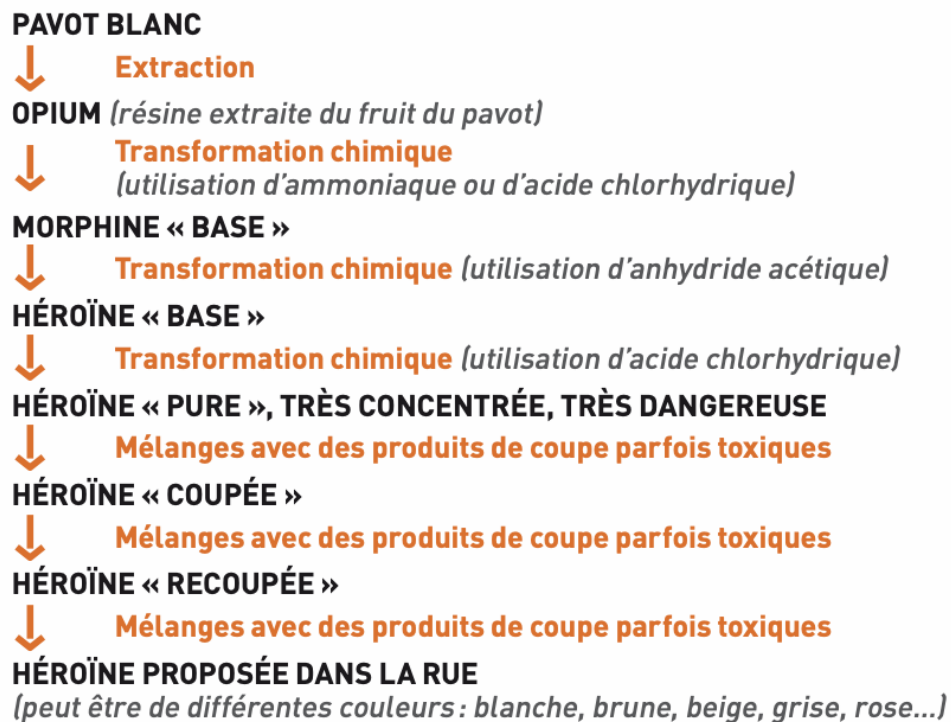 PAVOT BLANC
Extraction
OPIUM (résine extraite du fruit du pavot)
Transformation chimique
(utilisation d’ammoniaque ou d’acide chlorhydrique)
MORPHINE « BASE »
Transformation chimique (utilisation d’anhydride acétique)
HÉROÏNE « BASE »
Transformation chimique (utilisation d’acide chlorhydrique)
HÉROÏNE « PURE », TRÈS CONCENTRÉE, TRÈS DANGEREUSE
Mélanges avec des produits de coupe parfois toxiques
HÉROÏNE « COUPÉE »
Mélanges avec des produits de coupe parfois toxiques
HÉROÏNE « RECOUPÉE »
Mélanges avec des produits de coupe parfois toxiques
HÉROÏNE PROPOSÉE DANS LA RUE
(peut être de différentes couleurs : blanche, brune, beige, grise, rose...)